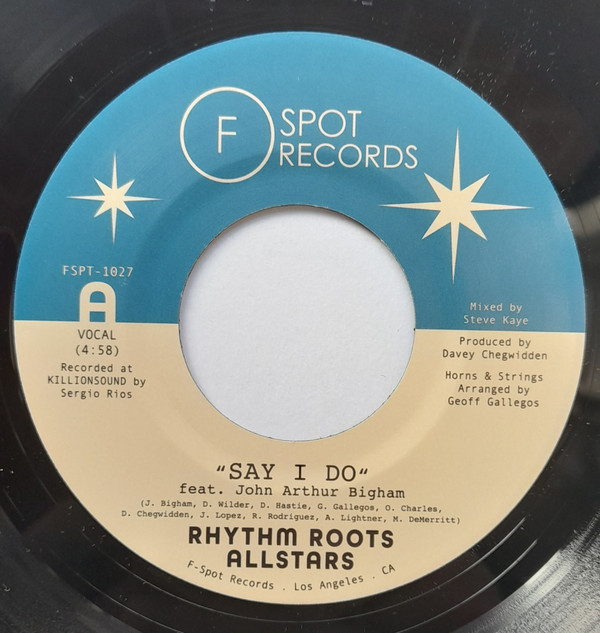 F
SPOT
RECORDS
FSPT-1027
A
VOCAL
(4:58)
Recorded at
KILLIONSOUND by
Sergio Rios
Mixed by
Steve Kaye
Produced by
Davey Chegwidden
Horns & Strings
Arranged by
Geoff Gallegos
"SAY I DO"
feat. John Arthur Bigham
(J. Bigham, D. Wilder, D. Hastie, G. Gallegos, O. Charles,
D. Chegwidden, J. Lopez, R. Rodriguez, A. Lightner, M. DeMerritt)
RHYTHM ROOTS
ALLSTARS
F-Spot Records . Los Angeles . CA